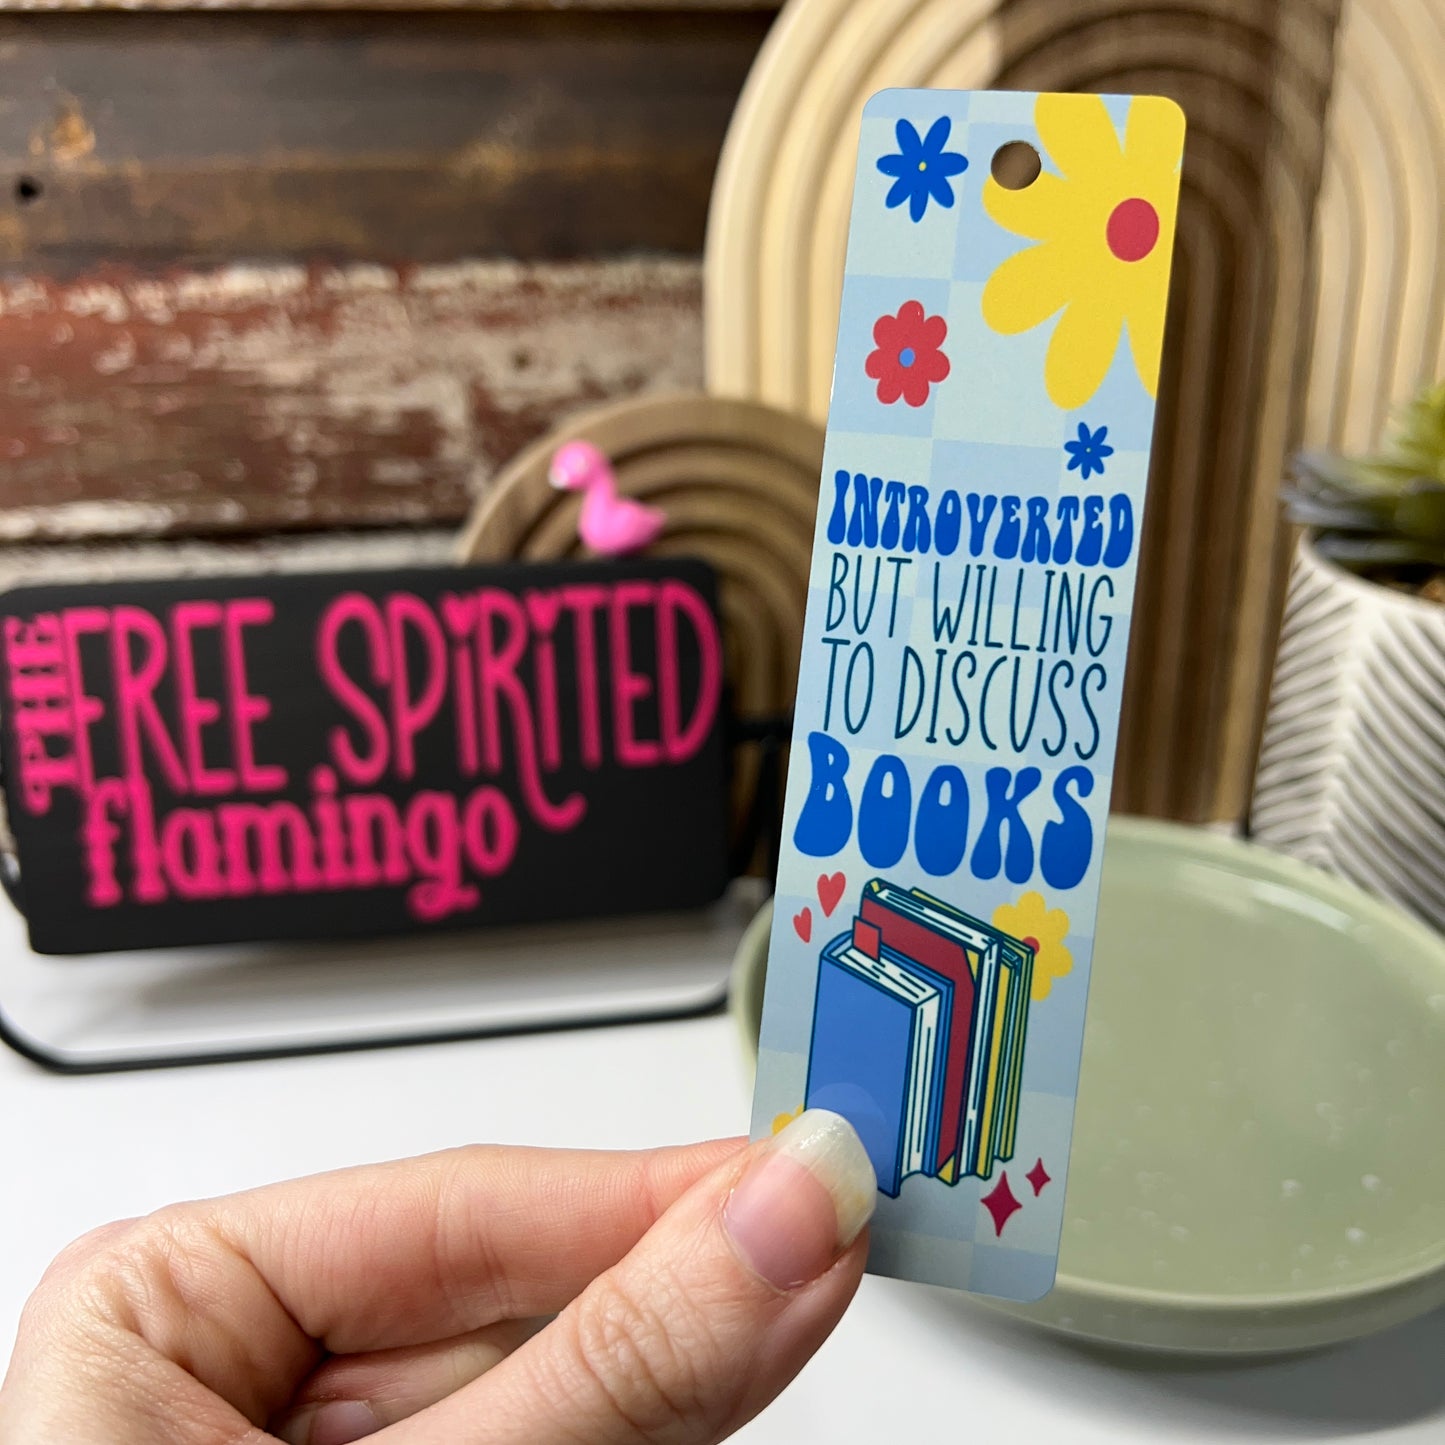 THE FREE SPIRITED
flamingo
INTROVERTED
BUT WILLING
TO DISCUSS
BOOKS